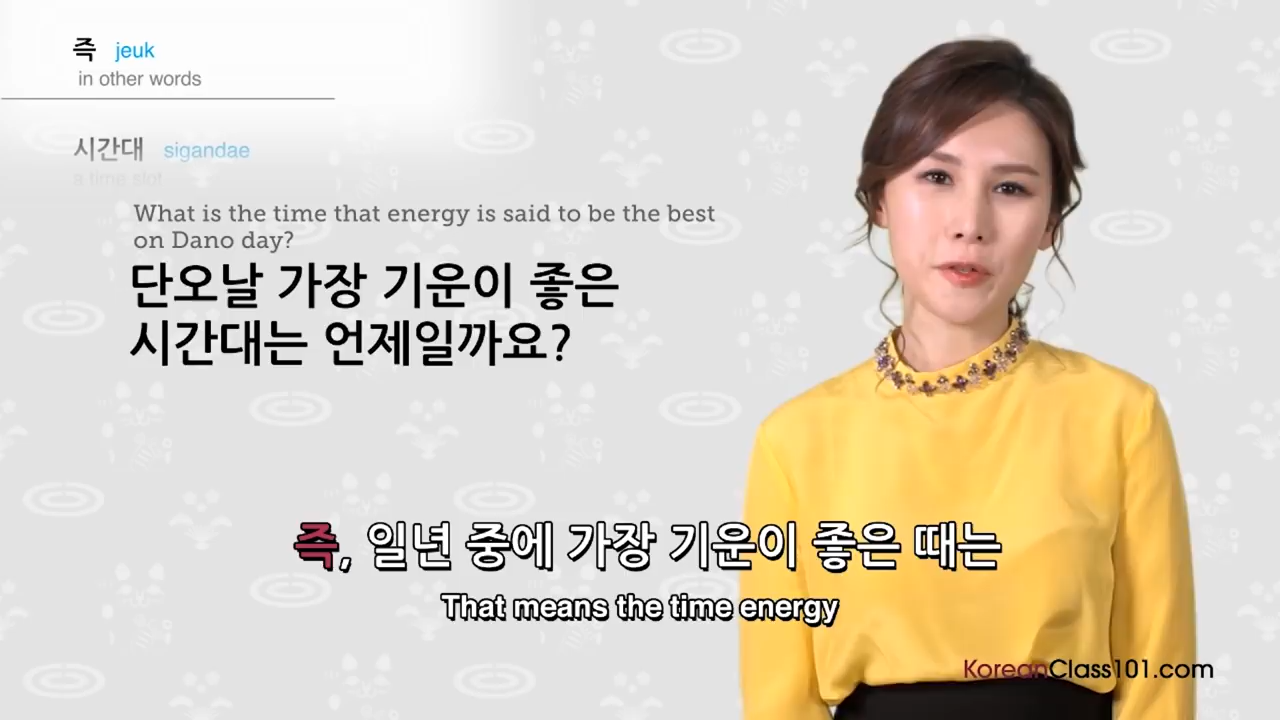 즉 jeuk
in other words
시간대 sigandae
a time slot
What is the time that energy is said to be the best
on Dano day?
단오날 가장 기운이 좋은
시간대는 언제일까요?
즉, 일년 중에 가장 기운이 좋은 때는
That means the time energy
KoreanClass101.com